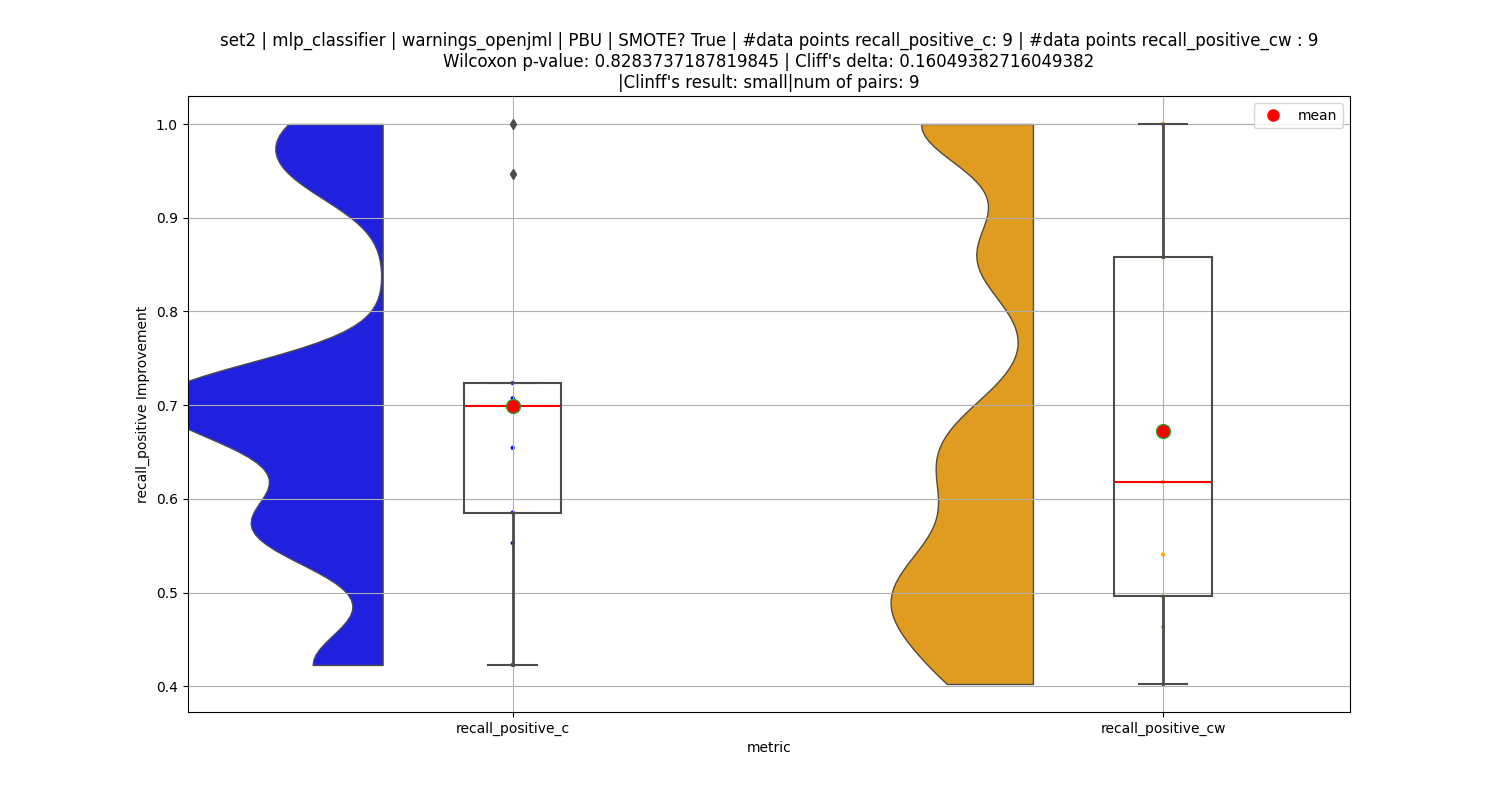 set2 | mlp_classifier | warnings_openjml | PBU | SMOTE? True | #data points recall_positive_c: 9 | #data points recall_positive_cw : 9
Wilcoxon p-value: 0.8283737187819845 | Cliff's delta: 0.16049382716049382
|Clinff's result: small|num of pairs: 9
mean
1.0
0.9
0.8
0.7
0.6
0.5
0.4
recall_positive Improvement
recall_positive_c
recall_positive_cw
metric